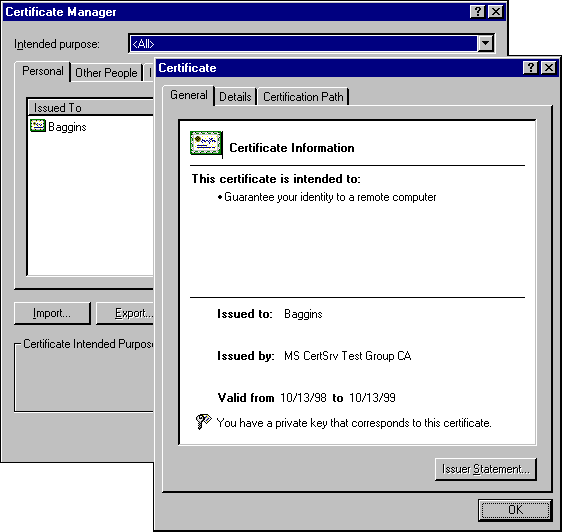 Certificate Manager
Intended purpose: <All>
Personal Other People I
Issued To
Baggins
Import... Export...
Certificate Intended Purpose
Certificate
General Details Certification Path
Certificate Information
This certificate is intended to:
•Guarantee your identity to a remote computer
Issued to: Baggins
Issued by: MS CertSrv Test Group CA
Valid from 10/13/98 to 10/13/99
You have a private key that corresponds to this certificate.
Issuer Statement...
OK